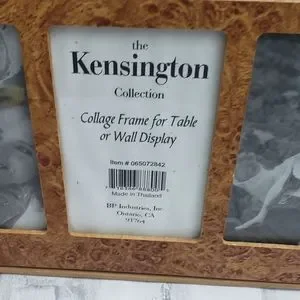 the
Kensington
Collection
Collage Frame for Table
or Wall Display
Item # 065072842
Made in Thailand
BP Industries, Inc
Ontario, CA
91764